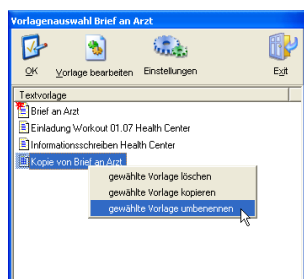 Vorlagenauswahl Brief an Arzt
OK Vorlage bearbeiten Einstellungen Exit
Textvorlage
Brief an Arzt
Einladung Workout 01.07 Health Center
Informationsschreiben Health Center
Kopie von Brief an Arzt
gewählte Vorlage löschen
gewählte Vorlage kopieren
gewählte Vorlage umbenennen